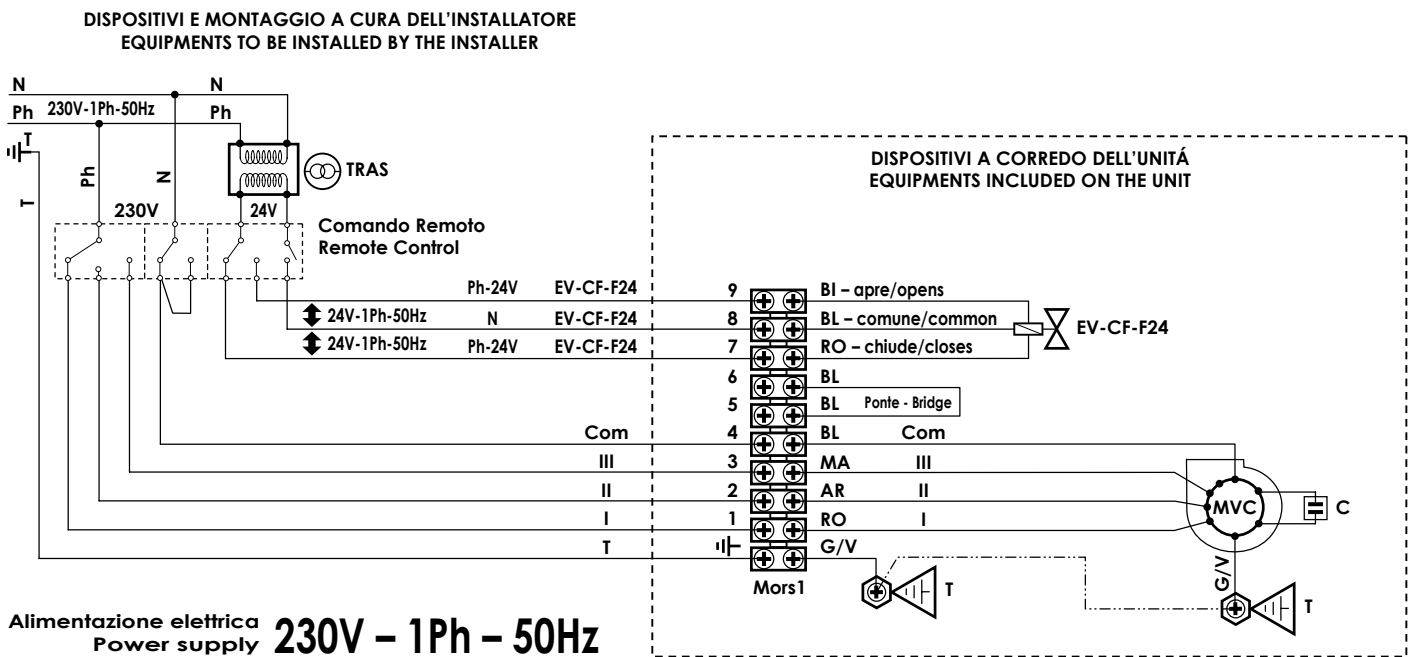 DISPOSITIVI E MONTAGGIO A CURA DELL'INSTALLATORE
EQUIPMENTS TO BE INSTALLED BY THE INSTALLER
N N
Ph 230V-1Ph-50Hz Ph
T
TRAS
Ph N
T
230V 24V
Comando Remoto
Remote Control
DISPOSITIVI A CORREDO DELL'UNITÁ
EQUIPMENTS INCLUDED ON THE UNIT
Ph-24V EV-CF-F24 9 BI – apre/opens
24V-1Ph-50Hz N EV-CF-F24 8 BL – comune/common EV-CF-F24
24V-1Ph-50Hz Ph-24V EV-CF-F24 7 RO – chiude/closes
6 BL
5 BL Ponte - Bridge
Com 4 BL Com
III 3 MA III
II 2 AR II
I 1 RO I
MVC C
T G/V
Mors1
T
G/V
T
Alimentazione elettrica
Power supply 230V – 1Ph – 50Hz